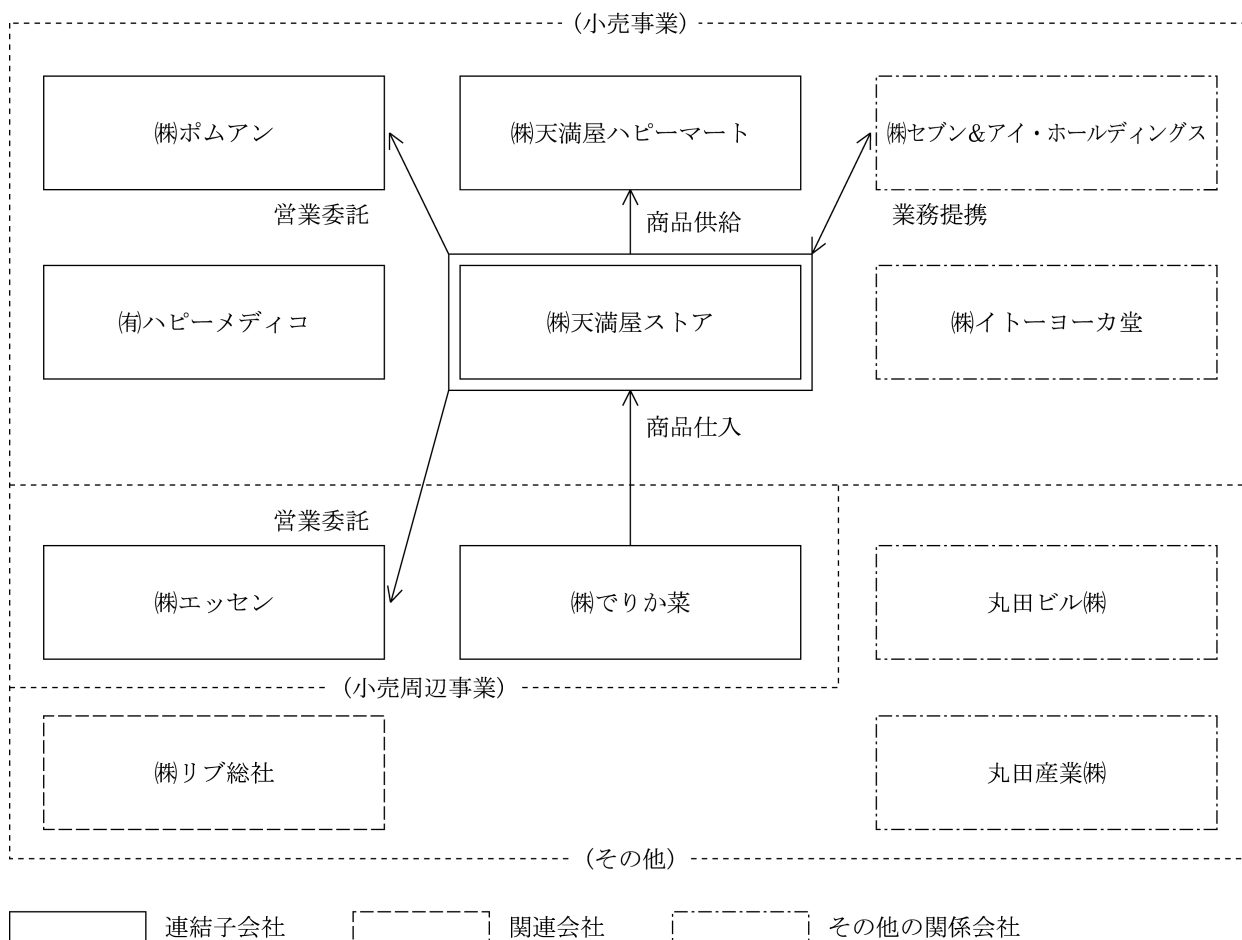 (小売事業)
㈱ポムアン
㈱天満屋ハピーマート
㈱セブン&アイ・ホールディングス
営業委託
商品供給
業務提携
㈲ハピーメディコ
㈱天満屋ストア
㈱イトーヨーカ堂
商品仕入
営業委託
㈱エッセン
㈱でりか菜
丸田ビル㈱
(小売周辺事業)
㈱リブ総社
丸田産業㈱
(その他)
連結子会社
関連会社
その他の関係会社